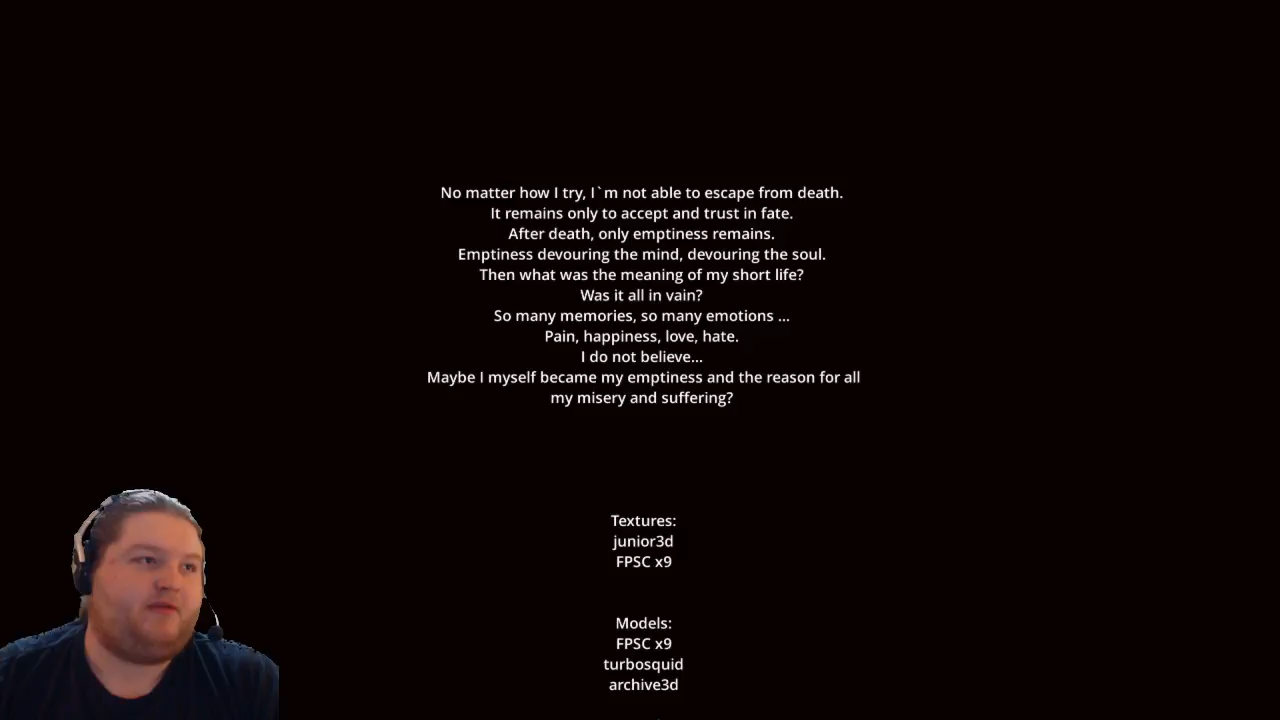 No matter how I try, I`m not able to escape from death.
It remains only to accept and trust in fate.
After death, only emptiness remains.
Emptiness devouring the mind, devouring the soul.
Then what was the meaning of my short life?
Was it all in vain?
So many memories, so many emotions ...
Pain, happiness, love, hate.
I do not believe...
Maybe I myself became my emptiness and the reason for all
my misery and suffering?
Textures:
junior3d
FPSC x9
Models:
FPSC x9
turbosquid
archive3d